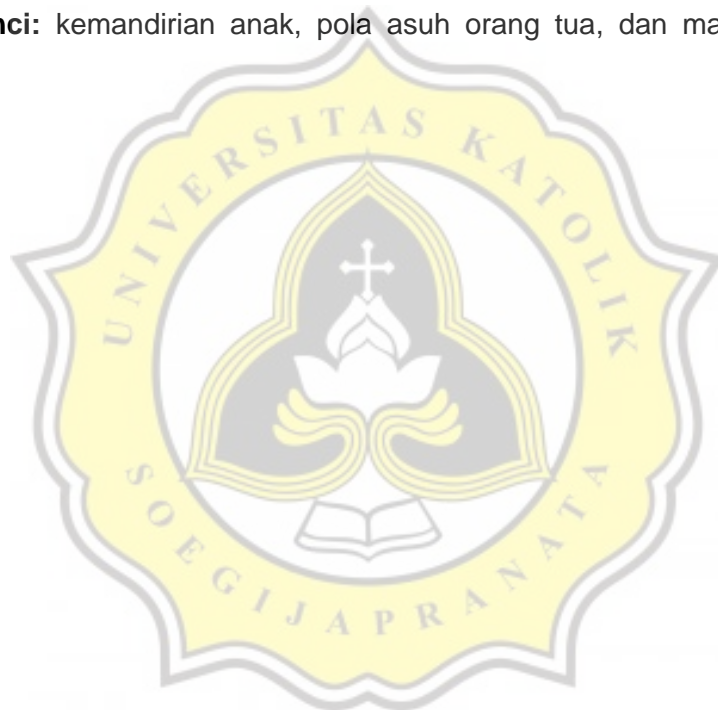 nci: kemandirian anak, pola asuh orang tua, dan ma
UNIVERSITAS KATOLIK
SOEGIJAPRANATA